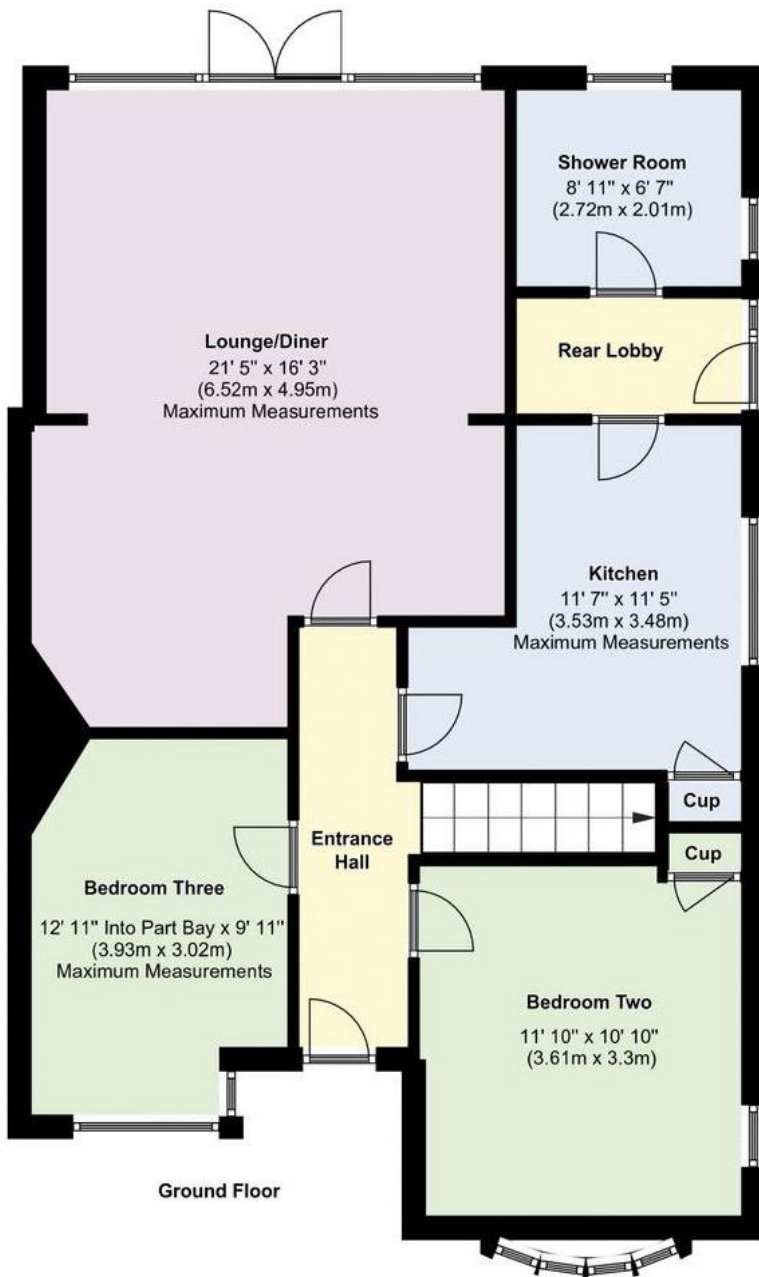 Shower Room
8' 11" x 6' 7"
(2.72m x 2.01m)
Lounge/Diner
21' 5" x 16' 3"
(6.52m x 4.95m)
Maximum Measurements
Rear Lobby
Kitchen
11' 7" x 11' 5"
(3.53m x 3.48m)
Maximum Measurements
Cup
Cup
Entrance
Hall
Bedroom Three
12' 11" Into Part Bay x 9' 11"
(3.93m x 3.02m)
Maximum Measurements
Bedroom Two
11' 10" x 10' 10"
(3.61m x 3.3m)
Ground Floor